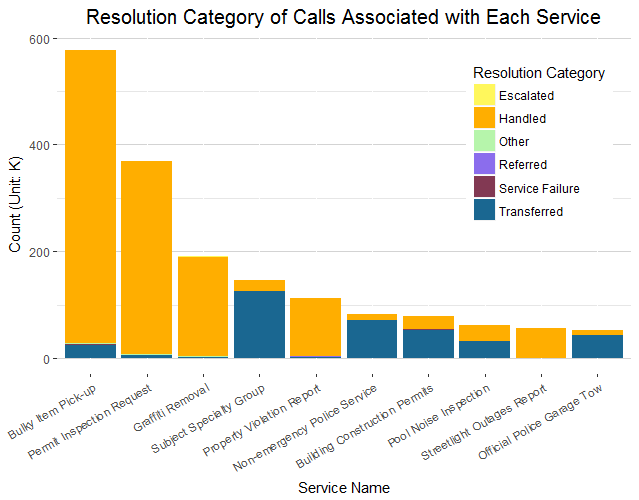 Resolution Category of Calls Associated with Each Service
Count (Unit: K)
600
400
200
0
Resolution Category
Escalated
Handled
Other
Referred
Service Failure
Transferred
Bulky Item Pick-up
Permit Inspection Request
Graffiti Removal
Subject Specialty Group
Property Violation Report
Non-emergency Police Service
Building Construction Permits
Pool Noise Inspection
Streetlight Outages Report
Official Police Garage Tow
Service Name